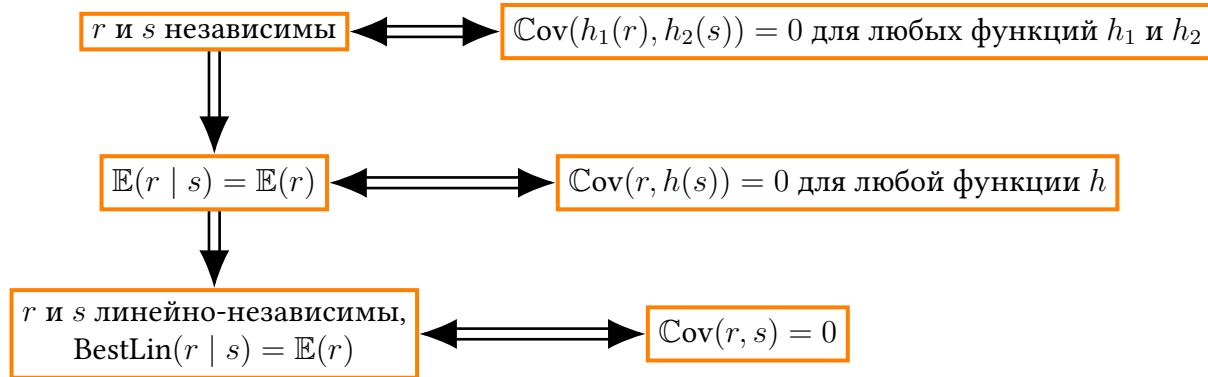 r и s независимы
ℂov(h₁(r), h₂(s)) = 0 для любых функций h₁ и h₂
𝔼(r | s) = 𝔼(r)
ℂov(r, h(s)) = 0 для любой функции h
r и s линейно-независимы,
BestLin(r | s) = 𝔼(r)
ℂov(r, s) = 0